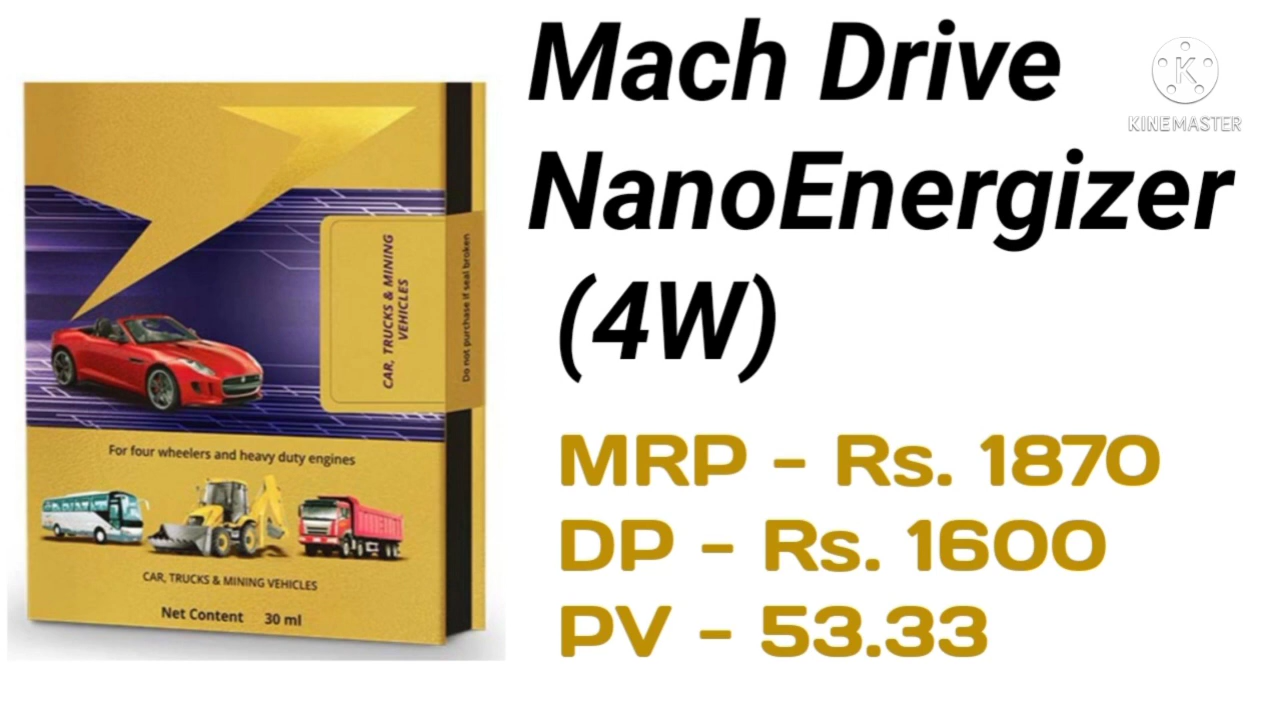 Mach Drive
NanoEnergizer
(4W)
KINEMASTER
MRP - Rs. 1870
DP - Rs. 1600
PV - 53.33
CAR, TRUCKS & MINING
VEHICLES
Do not purchase if seal broken
For four wheelers and heavy duty engines
CAR, TRUCKS & MINING VEHICLES
Net Content 30 ml